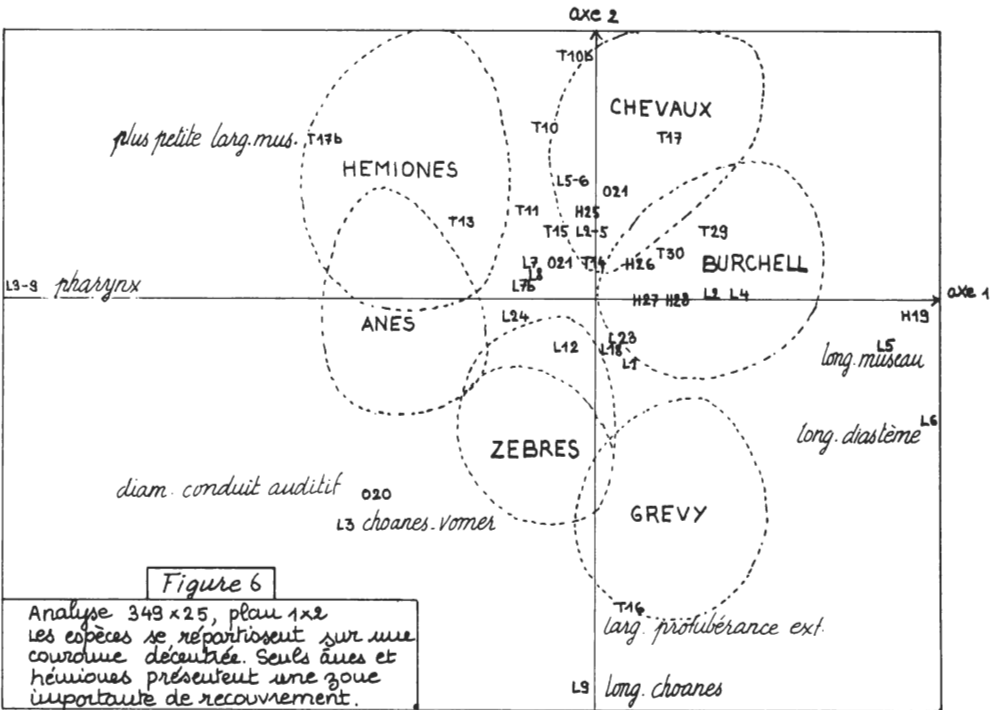 axe 2
T10b
CHEVAUX
T10
T17
plus petite larg. mus. T17b
HEMIONES
L5-6
O21
T11
H25
T13
T15 L2-5
T29
T30
L7 O21 T14 H26
BURCHELL
L8
L3-9 pharynx
L7b
H27 H28 L2 L4
axe 1
L24
ANES
H19
L23
L12
L18
L1
L5
long. museau
L6
long. diastème
ZEBRES
diam. conduit auditif O20
L3 choanes-vomer
GREVY
Figure 6
T16
larg. protubérance ext.
Analyse 349 x 25, plan 1x2
Les espèces se répartissent sur une
couronne décentrée. Seuls ânes et
hémiones présentent une zone
importante de recouvrement.
L9 long. choanes